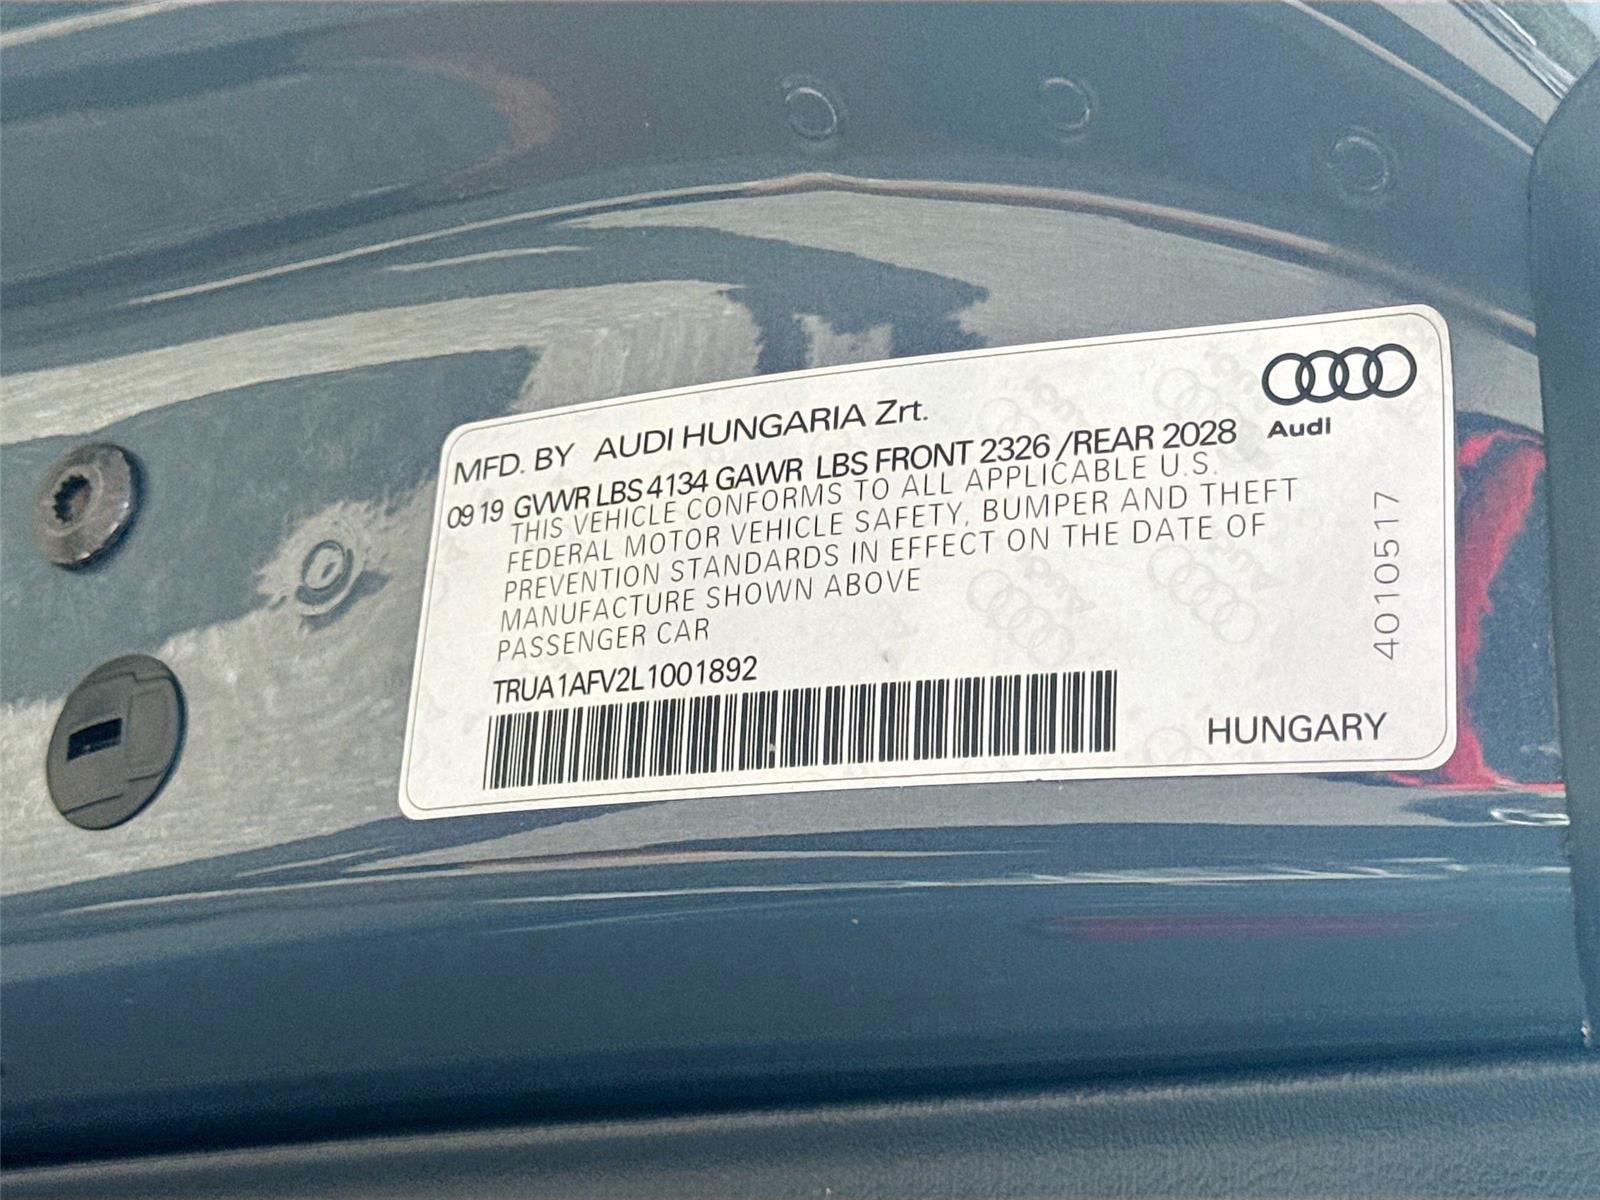 MFD. BY AUDI HUNGARIA Zrt.
09 19 GVWR LBS 4134 GAWR LBS FRONT 2326 / REAR 2028
THIS VEHICLE CONFORMS TO ALL APPLICABLE U.S.
FEDERAL MOTOR VEHICLE SAFETY, BUMPER AND THEFT
PREVENTION STANDARDS IN EFFECT ON THE DATE OF
MANUFACTURE SHOWN ABOVE
PASSENGER CAR
TRUA1AFV2L1001892
Audi
4010517
HUNGARY